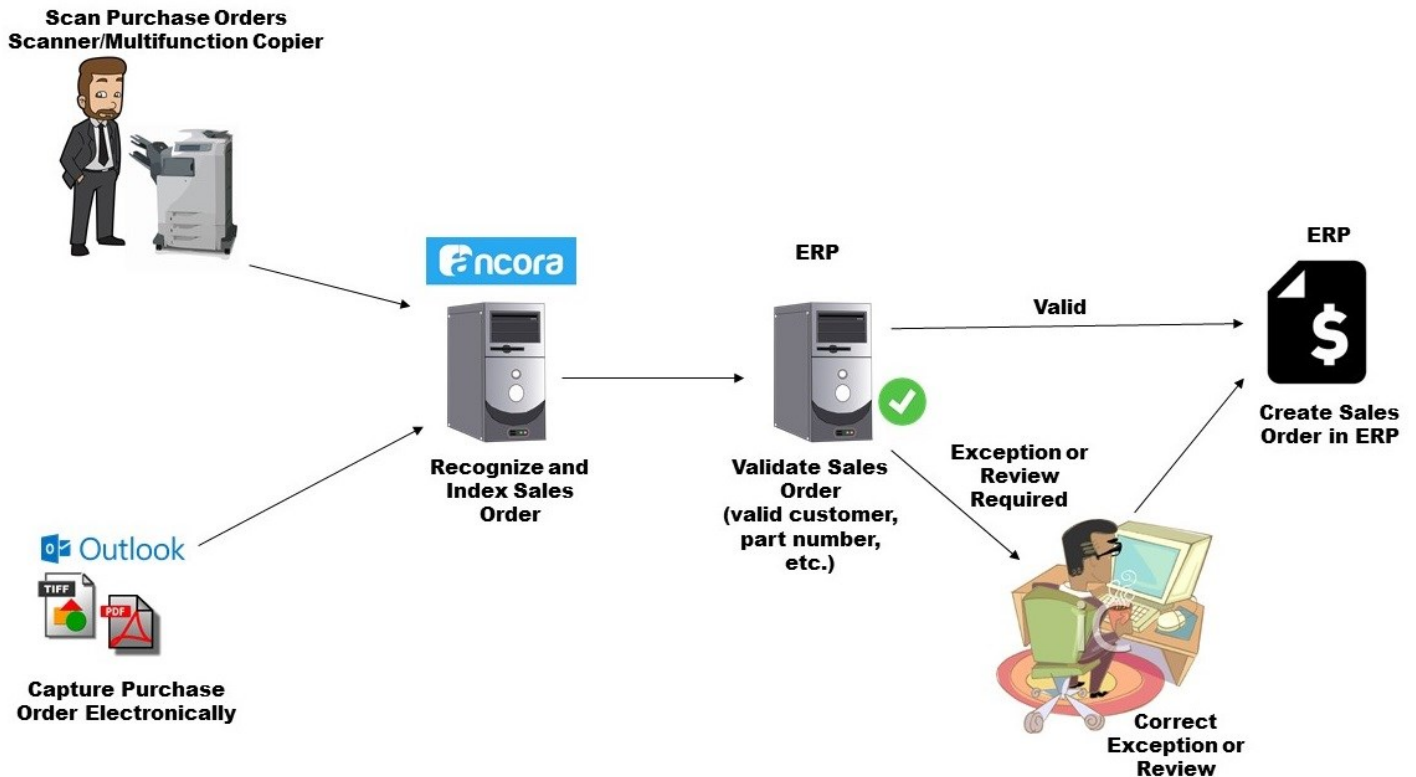 Scan Purchase Orders
Scanner/Multifunction Copier
ancora
Recognize and
Index Sales
Order
Outlook
TIFF
PDF
Capture Purchase
Order Electronically
ERP
Validate Sales
Order
(valid customer,
part number,
etc.)
Valid
Exception or
Review
Required
Correct
Exception or
Review
ERP
$
Create Sales
Order in ERP